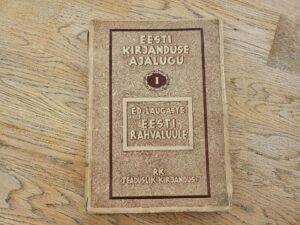 EESTI
KIRJANDUSE
AJALUGU
I
ED. LAUGASTE
EESTI
RAHVALUULE
RK
„TEADUSLIK KIRJANDUS"